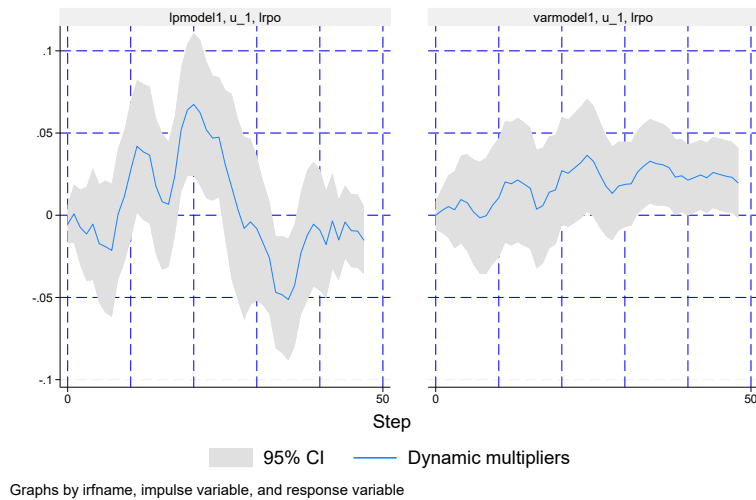 lpmodel1, u_1, lrpo
varmodel1, u_1, lrpo
.1
.05
0
-.05
-.1
0
50
0
50
Step
95% CI
Dynamic multipliers
Graphs by irfname, impulse variable, and response variable